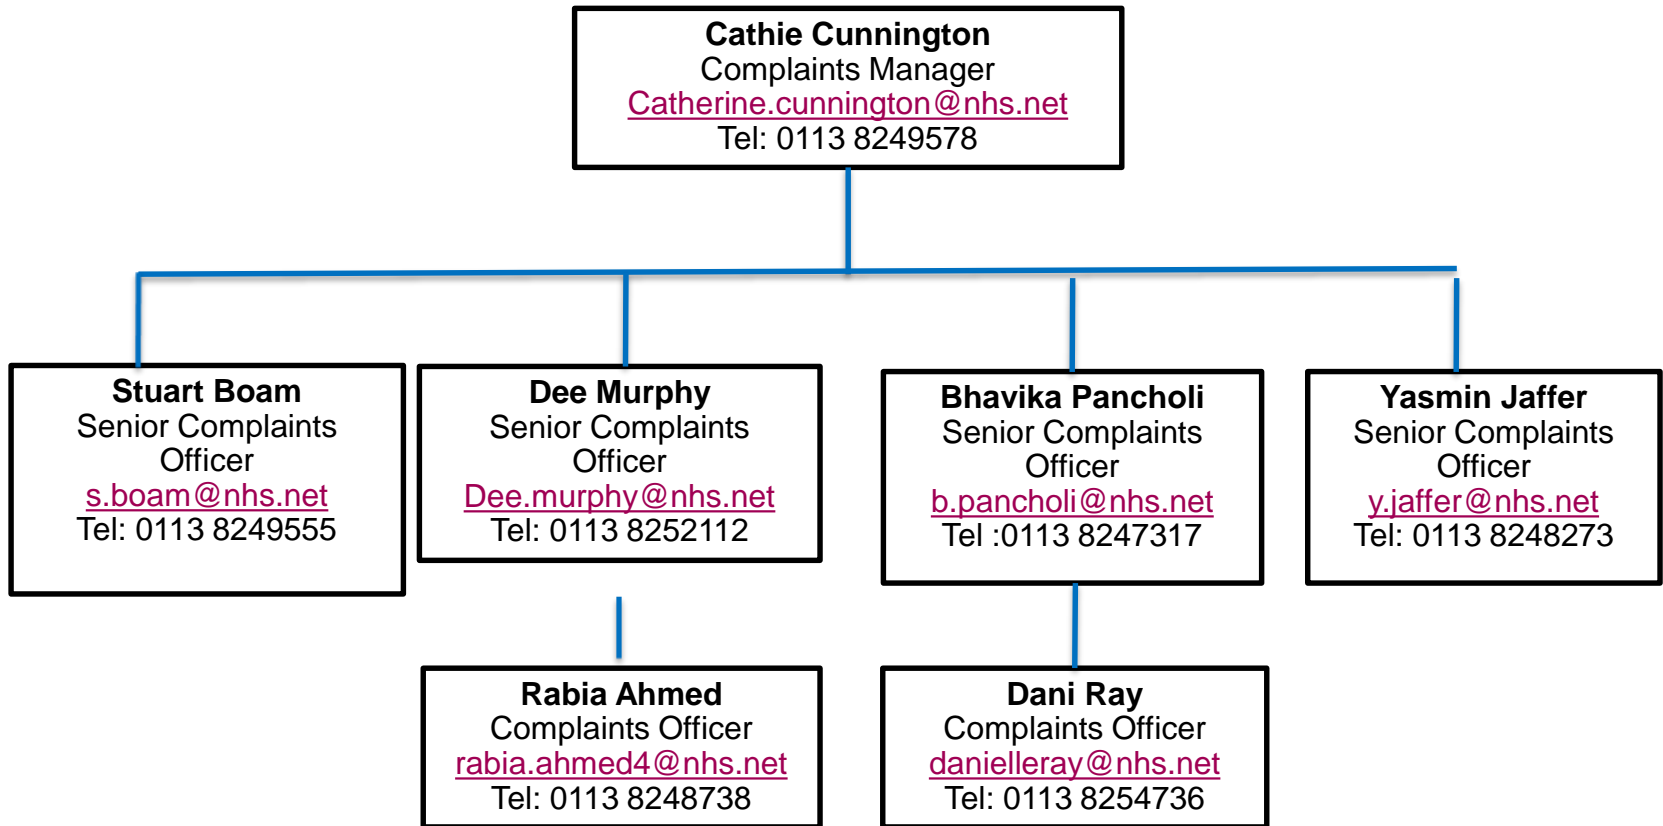 Cathie Cunnington
Complaints Manager
Catherine.cunnington@nhs.net
Tel: 0113 8249578
Stuart Boam
Senior Complaints
Officer
s.boam@nhs.net
Tel: 0113 8249555
Dee Murphy
Senior Complaints
Officer
Dee.murphy@nhs.net
Tel: 0113 8252112
Bhavika Pancholi
Senior Complaints
Officer
b.pancholi@nhs.net
Tel :0113 8247317
Yasmin Jaffer
Senior Complaints
Officer
y.jaffer@nhs.net
Tel: 0113 8248273
Rabia Ahmed
Complaints Officer
rabia.ahmed4@nhs.net
Tel: 0113 8248738
Dani Ray
Complaints Officer
danielleray@nhs.net
Tel: 0113 8254736